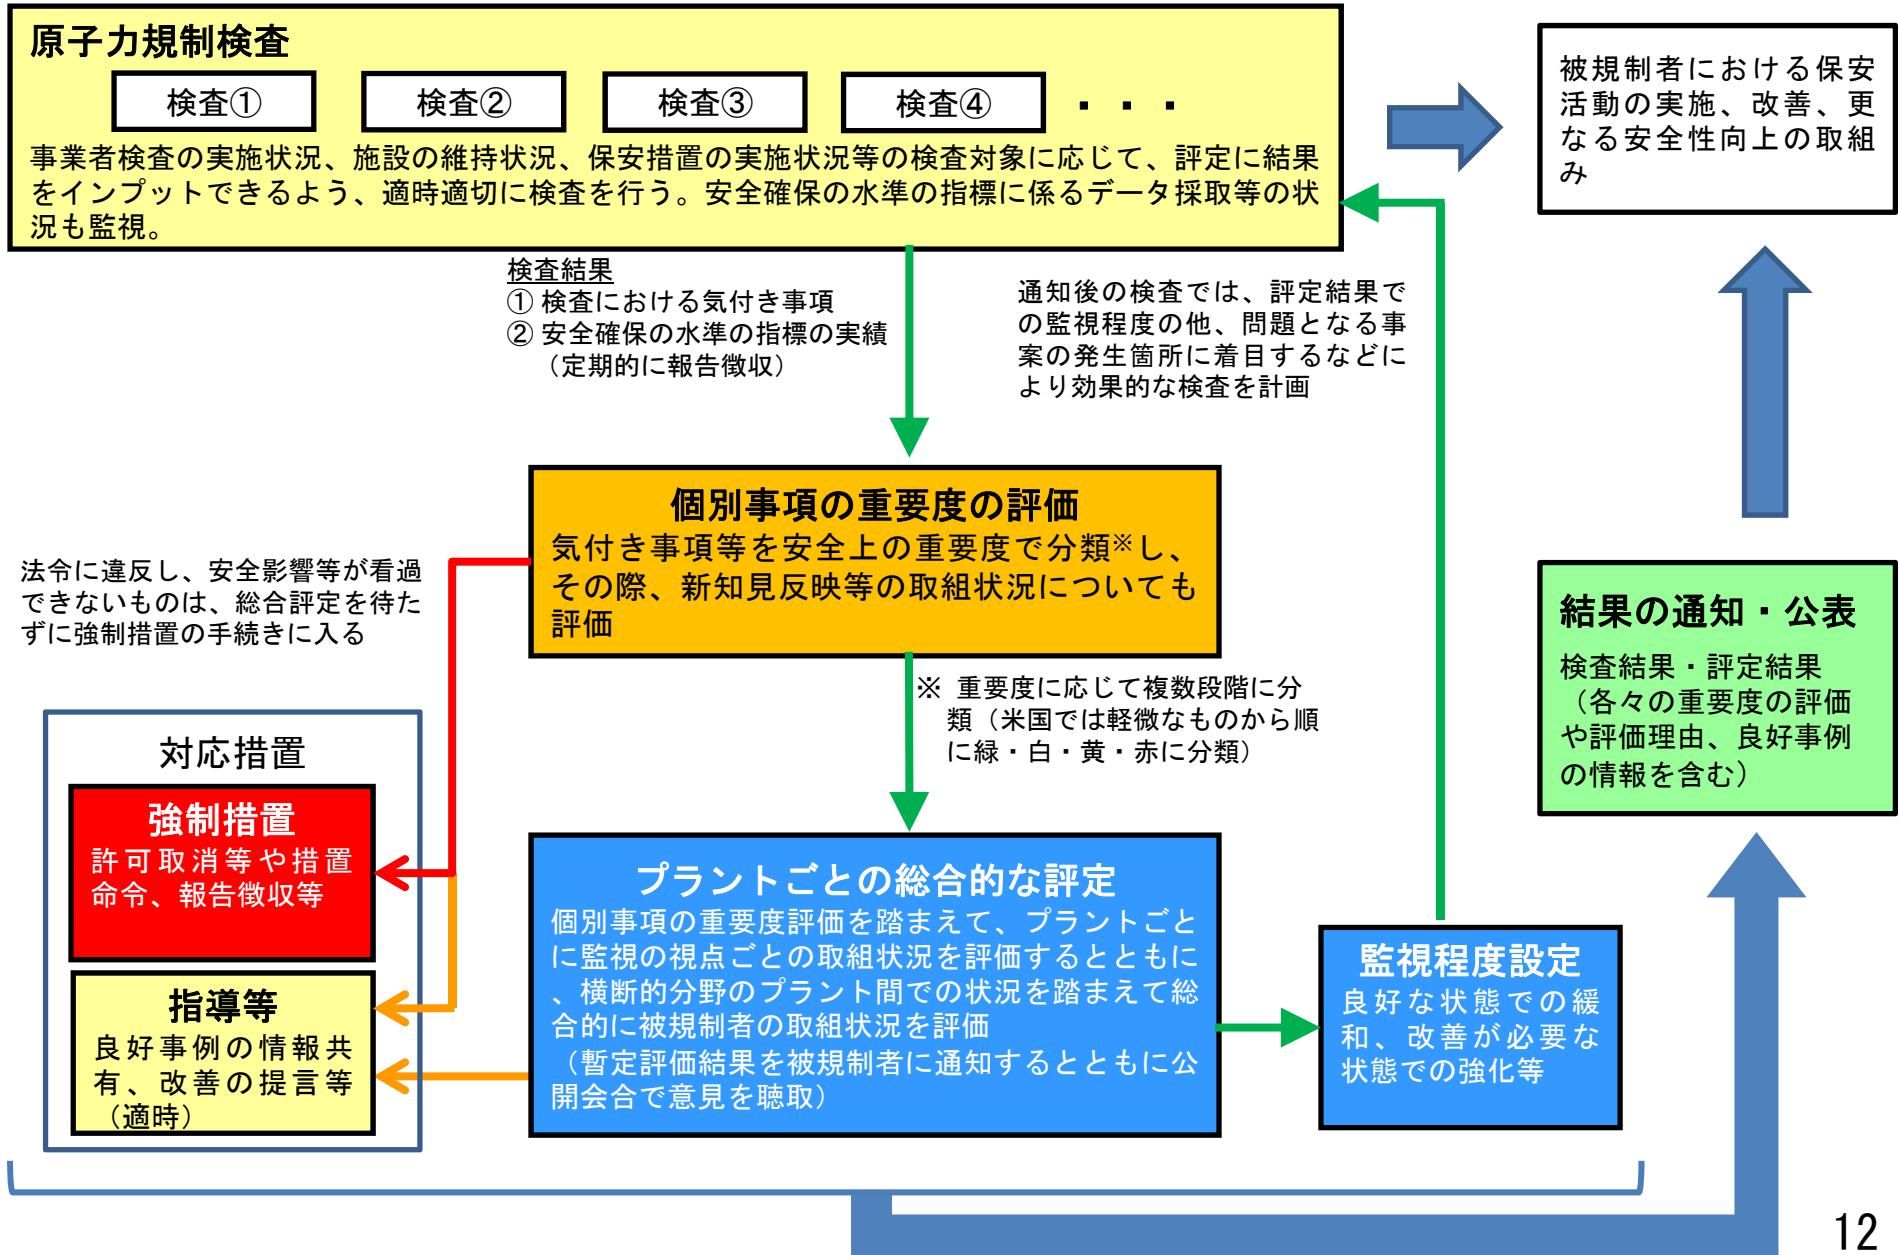 原子力規制検査
検査①
検査②
検査③
検査④
・・・
事業者検査の実施状況、施設の維持状況、保安措置の実施状況等の検査対象に応じて、評定に結果
をインプットできるよう、適時適切に検査を行う。安全確保の水準の指標に係るデータ採取等の状
況も監視。
被規制者における保安
活動の実施、改善、更
なる安全性向上の取組
み
検査結果
① 検査における気付き事項
② 安全確保の水準の指標の実績
（定期的に報告徴収）
通知後の検査では、評定結果で
の監視程度の他、問題となる事
案の発生箇所に着目するなどに
より効果的な検査を計画
個別事項の重要度の評価
気付き事項等を安全上の重要度で分類※し、
その際、新知見反映等の取組状況についても
評価
法令に違反し、安全影響等が看過
できないものは、総合評定を待た
ずに強制措置の手続きに入る
※ 重要度に応じて複数段階に分
類（米国では軽微なものから順
に緑・白・黄・赤に分類）
結果の通知・公表
検査結果・評定結果
（各々の重要度の評価
や評価理由、良好事例
の情報を含む）
対応措置
強制措置
許可取消等や措置
命令、報告徴収等
指導等
良好事例の情報共
有、改善の提言等
（適時）
プラントごとの総合的な評定
個別事項の重要度評価を踏まえて、プラントごと
に監視の視点ごとの取組状況を評価するとともに
、横断的分野のプラント間での状況を踏まえて総
合的に被規制者の取組状況を評価
（暫定評価結果を被規制者に通知するとともに公
開会合で意見を聴取）
監視程度設定
良好な状態での緩
和、改善が必要な
状態での強化等
12